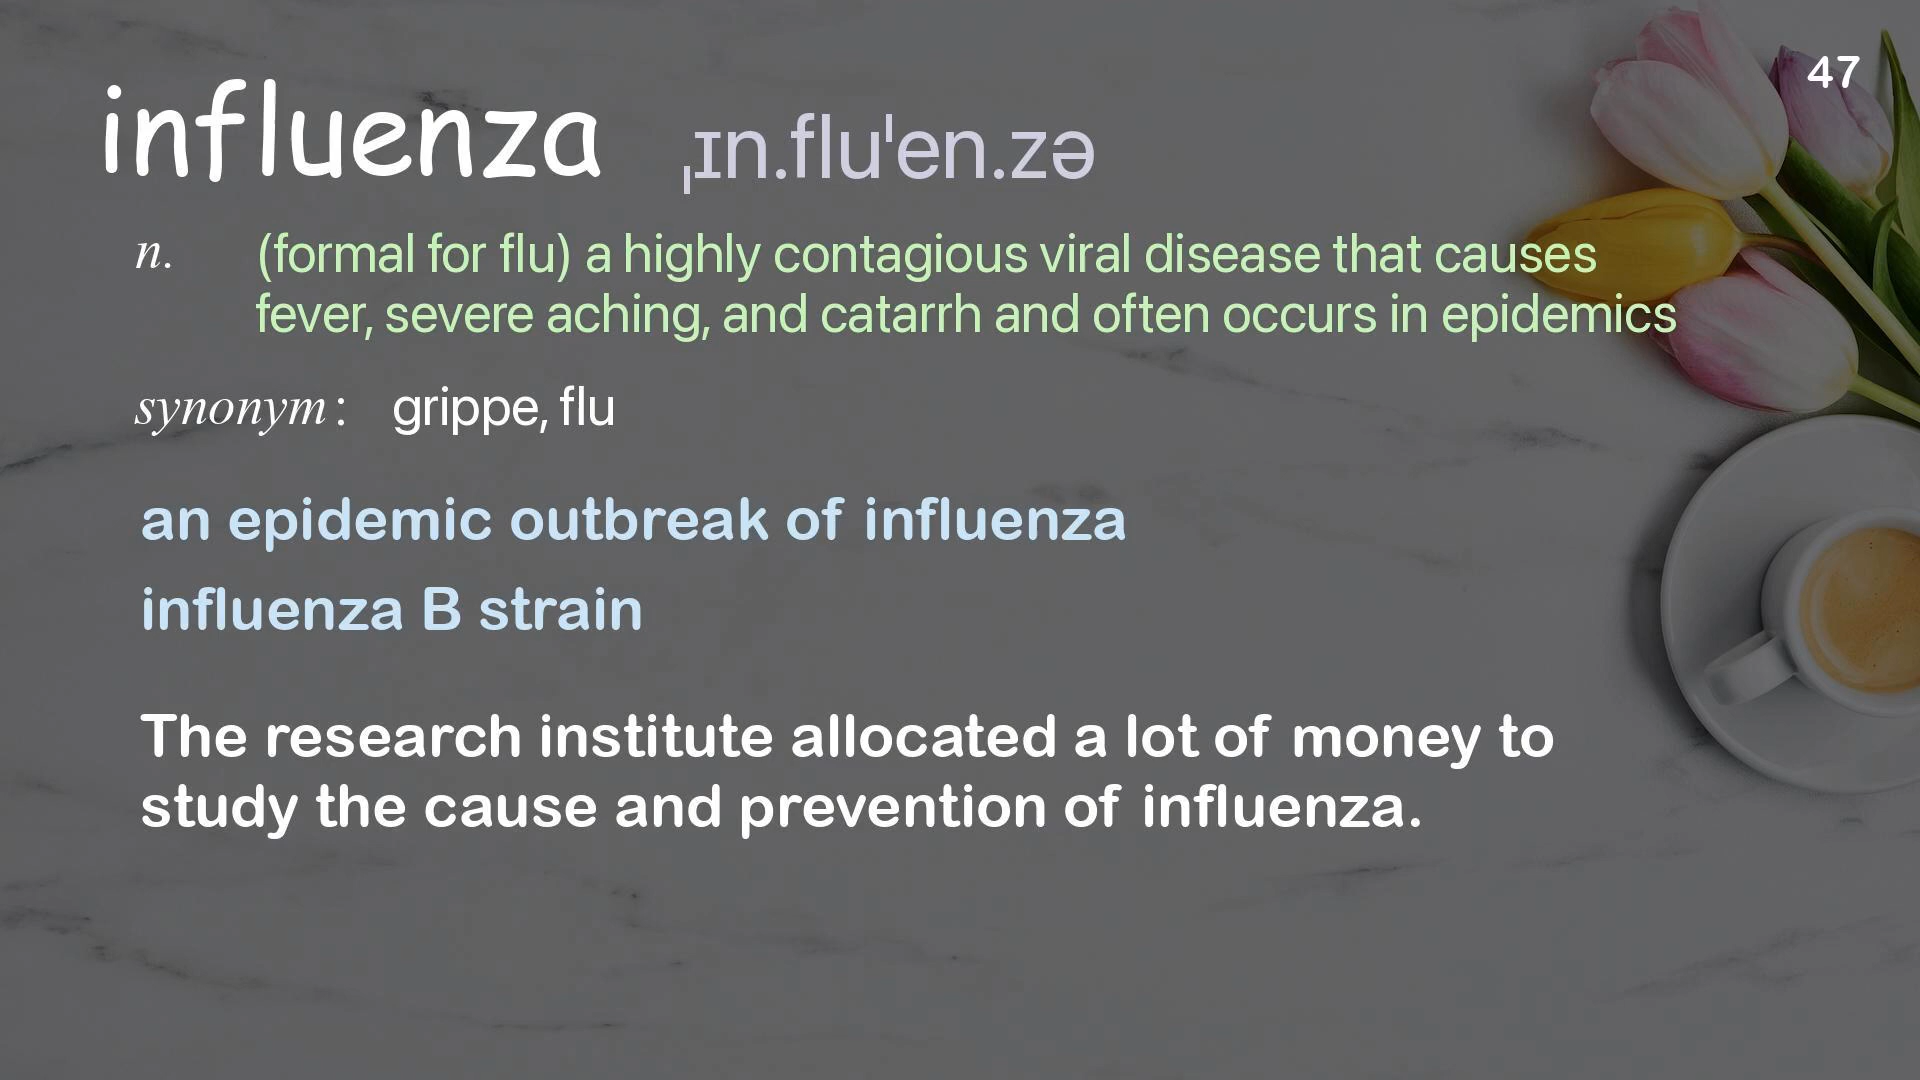 47
influenza ˌɪn.fluˈen.zə
n. (formal for flu) a highly contagious viral disease that causes
fever, severe aching, and catarrh and often occurs in epidemics
synonym: grippe, flu
an epidemic outbreak of influenza
influenza B strain
The research institute allocated a lot of money to
study the cause and prevention of influenza.